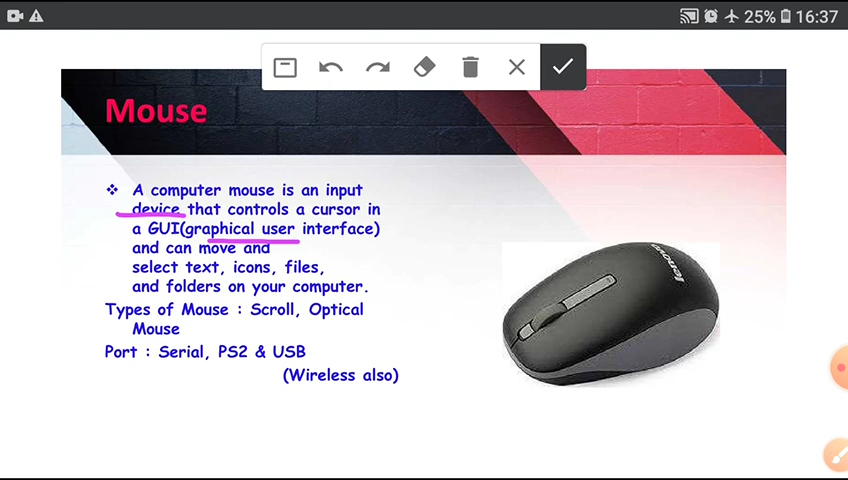 25% 16:37
Mouse
❖ A computer mouse is an input
device that controls a cursor in
a GUI(graphical user interface)
and can move and
select text, icons, files,
and folders on your computer.
Types of Mouse : Scroll, Optical
Mouse
Port : Serial, PS2 & USB
(Wireless also)
lenovo